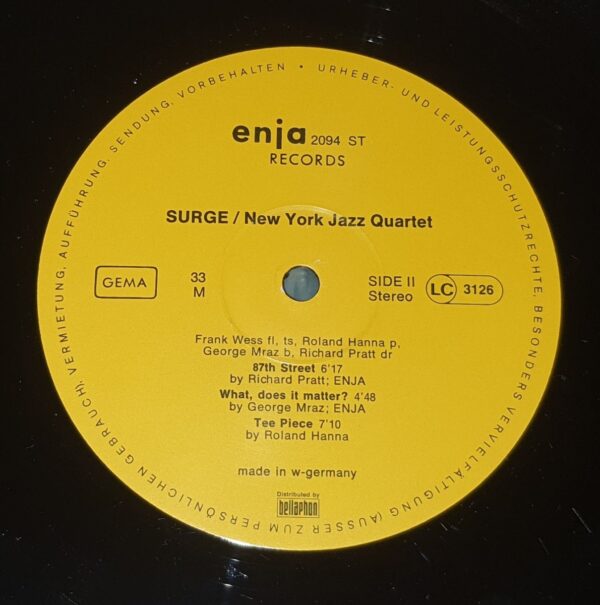 URHEBER- UND LEISTUNGSSCHUTZRECHTE, BESONDERS VERVIELFÄLTIGUNG (AUSSER ZUM PERSÖNLICHEN GEBRAUCH), VERMIETUNG, AUFFÜHRUNG, SENDUNG, VORBEHALTEN •
enja 2094 ST
RECORDS
SURGE / New York Jazz Quartet
GEMA
33
M
SIDE II
Stereo
LC 3126
Frank Wess fl, ts, Roland Hanna p,
George Mraz b, Richard Pratt dr
87th Street 6'17
by Richard Pratt; ENJA
What, does it matter? 4'48
by George Mraz; ENJA
Tee Piece 7'10
by Roland Hanna
made in w-germany
Distributed by
bellaphon